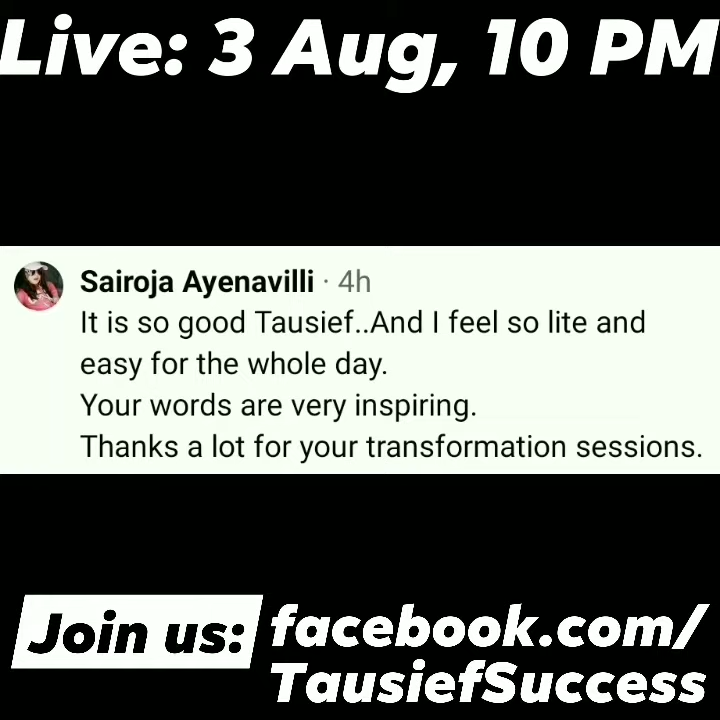 Live: 3 Aug, 10 PM
Sairoja Ayenavilli · 4h
It is so good Tausief..And I feel so lite and
easy for the whole day.
Your words are very inspiring.
Thanks a lot for your transformation sessions.
Join us: facebook.com/
TausiefSuccess